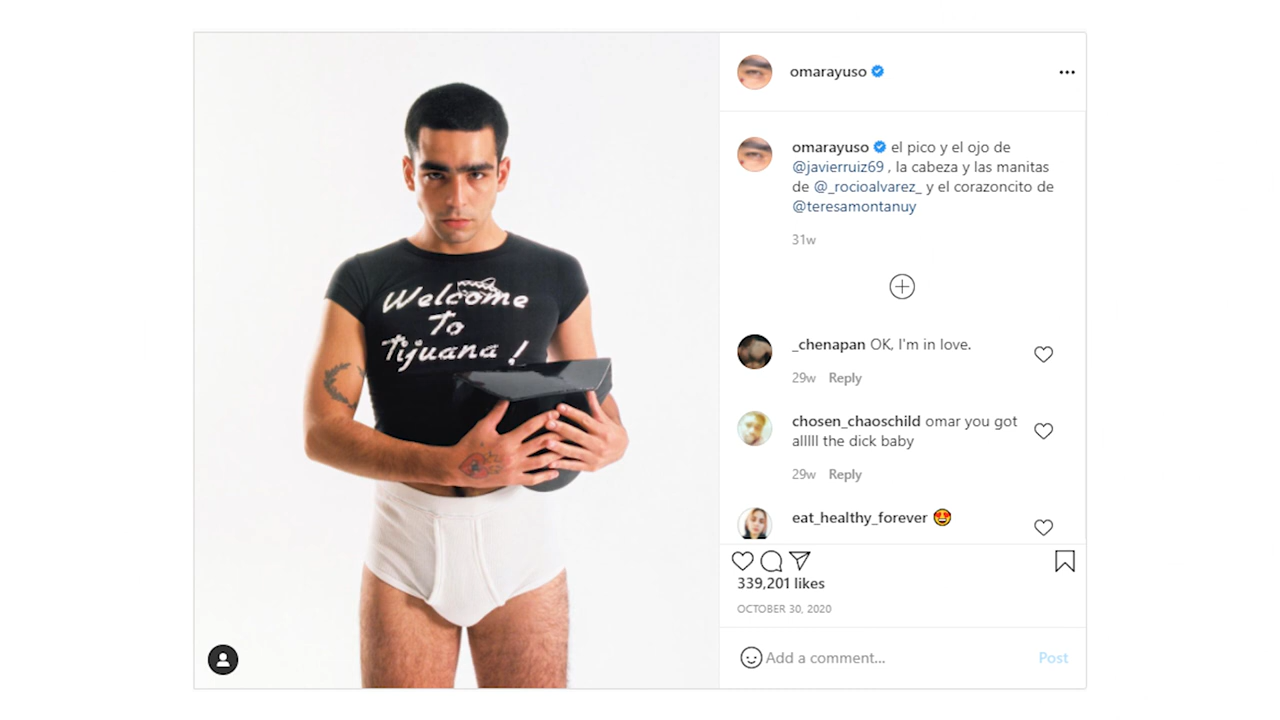 Welcome
To
Tijuana !
omarayuso
omarayuso el pico y el ojo de
@javierruiz69 , la cabeza y las manitas
de @_rocioalvarez_ y el corazoncito de
@teresamontanuy
31w
_chenapan OK, I'm in love.
29w Reply
chosen_chaoschild omar you got
alllll the dick baby
29w Reply
eat_healthy_forever 😍
339,201 likes
OCTOBER 30, 2020
Add a comment... Post